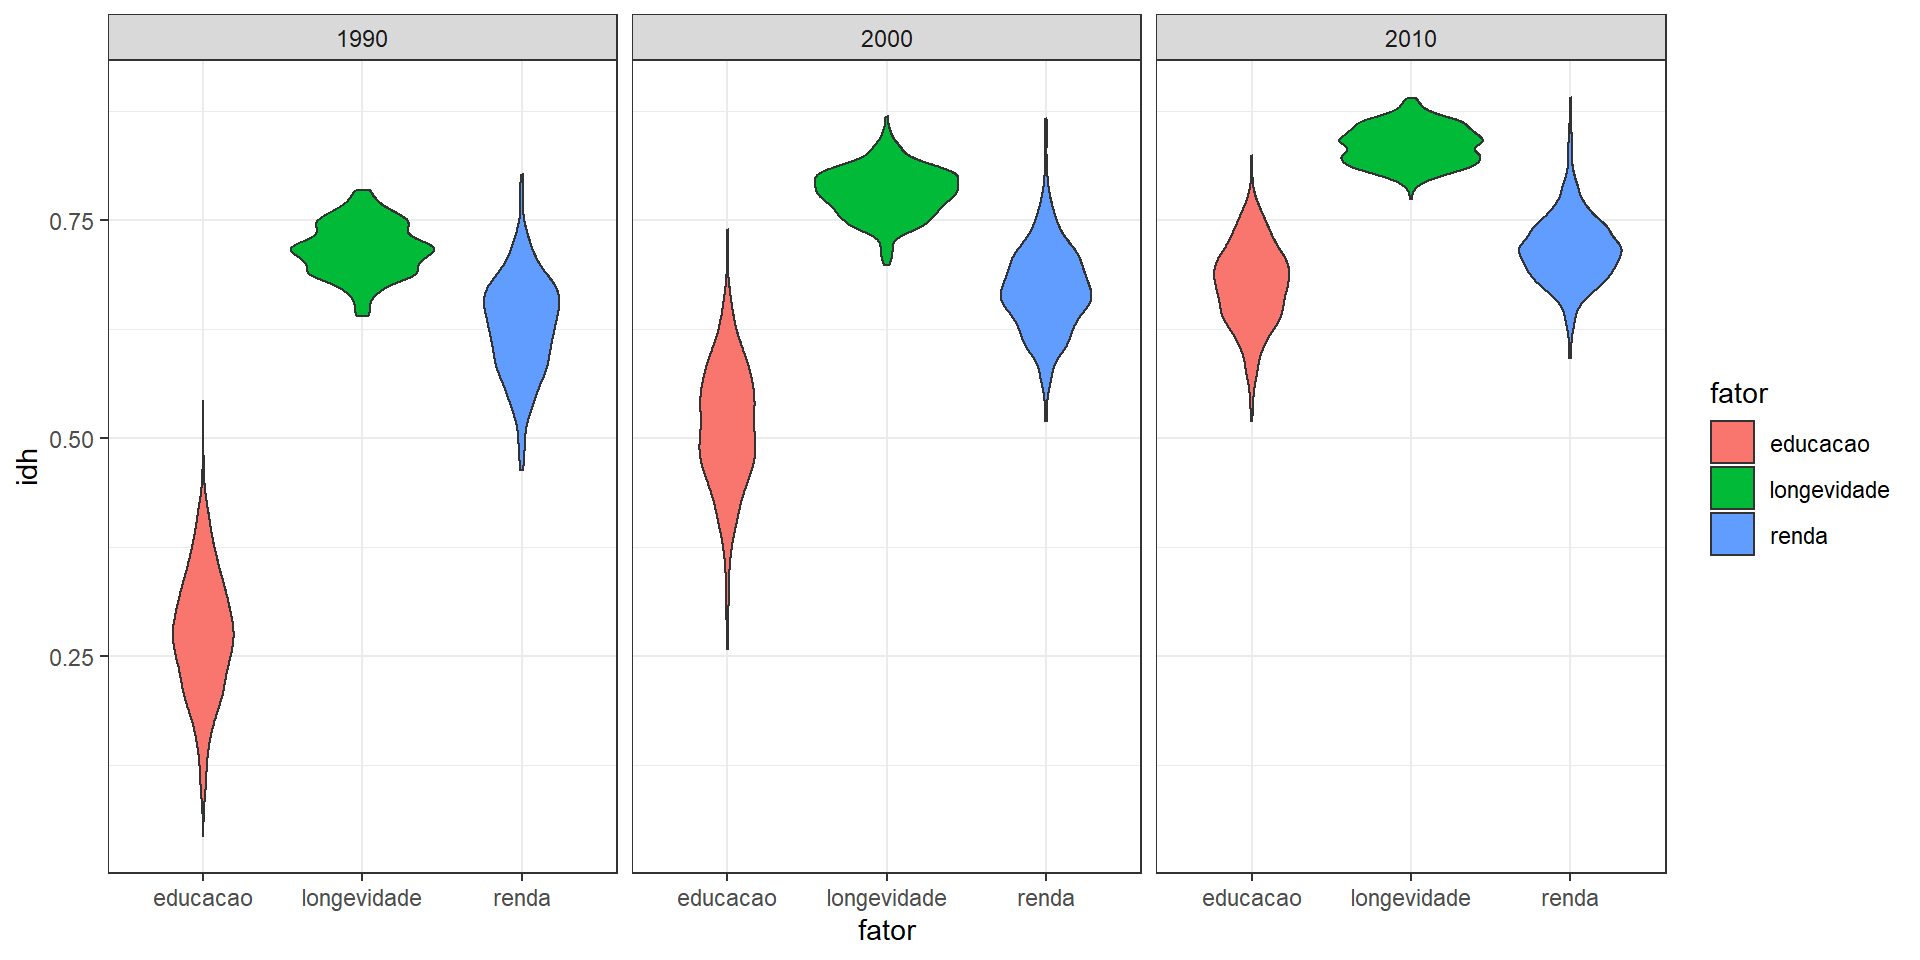 1990
2000
2010
idh
0.75
0.50
0.25
educacao
longevidade
renda
educacao
longevidade
renda
educacao
longevidade
renda
fator
fator
educacao
longevidade
renda